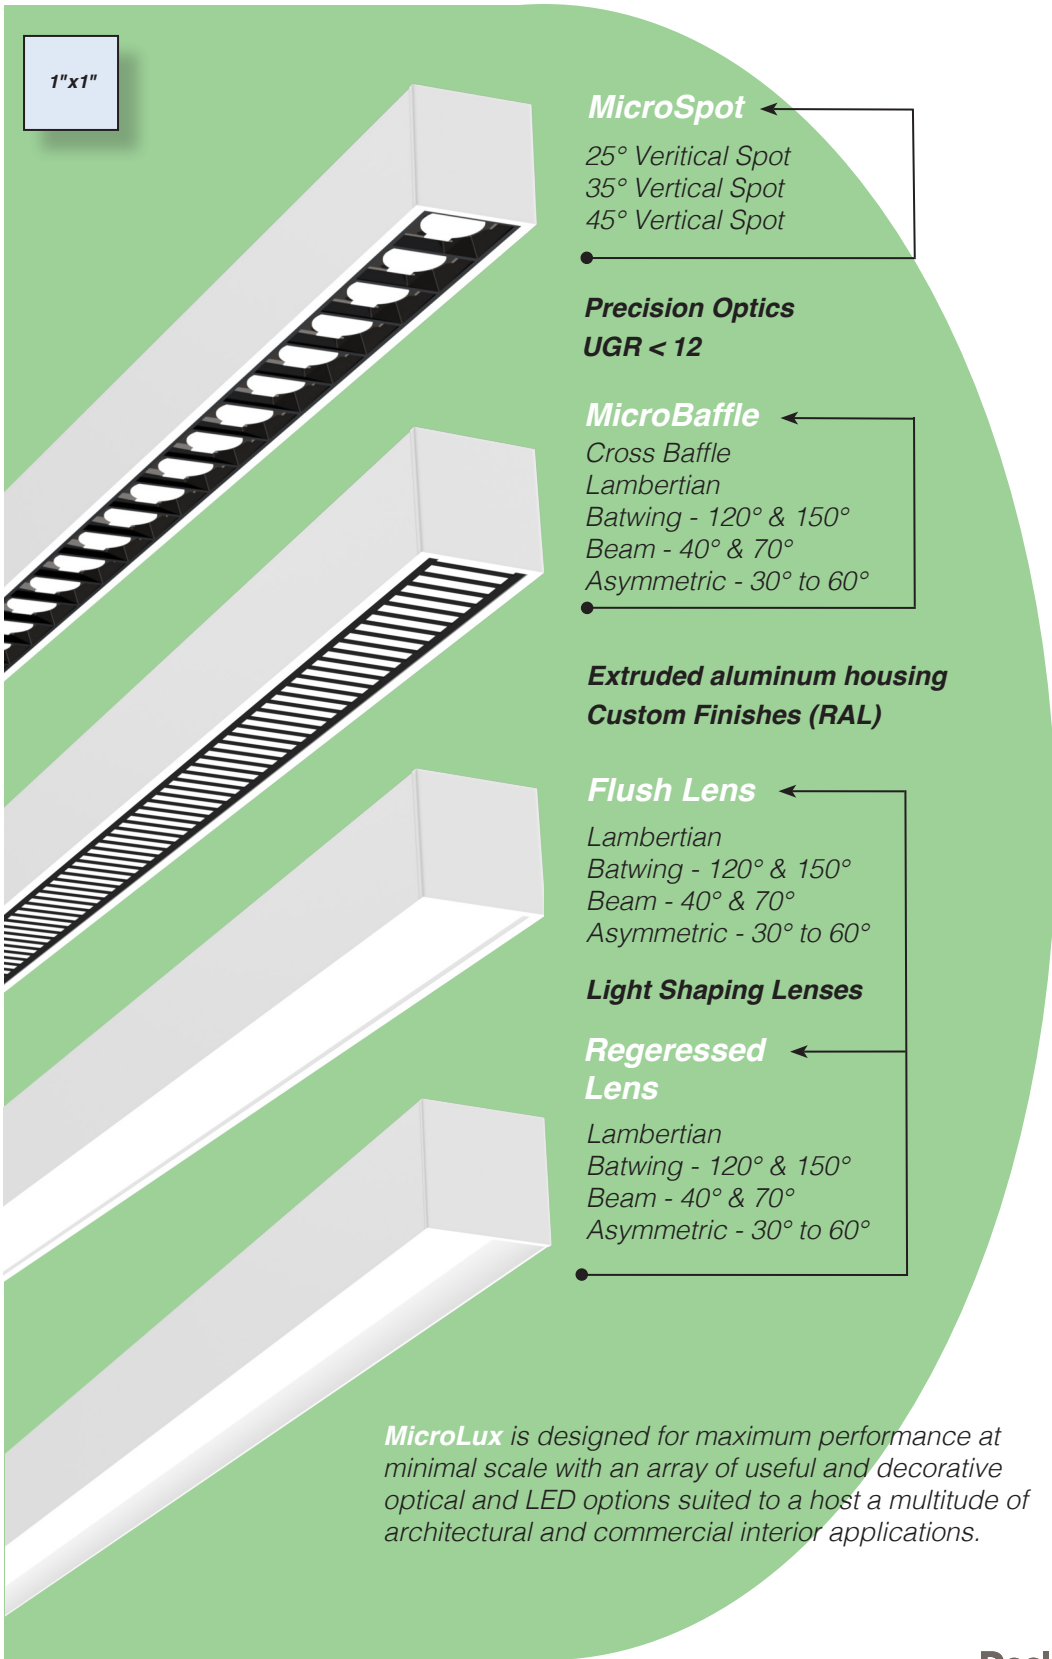 1"x1"
MicroSpot
25° Veritical Spot
35° Vertical Spot
45° Vertical Spot
Precision Optics
UGR < 12
MicroBaffle
Cross Baffle
Lambertian
Batwing - 120° & 150°
Beam - 40° & 70°
Asymmetric - 30° to 60°
Extruded aluminum housing
Custom Finishes (RAL)
Flush Lens
Lambertian
Batwing - 120° & 150°
Beam - 40° & 70°
Asymmetric - 30° to 60°
Light Shaping Lenses
Regeressed
Lens
Lambertian
Batwing - 120° & 150°
Beam - 40° & 70°
Asymmetric - 30° to 60°
MicroLux is designed for maximum performance at
minimal scale with an array of useful and decorative
optical and LED options suited to a host a multitude of
architectural and commercial interior applications.